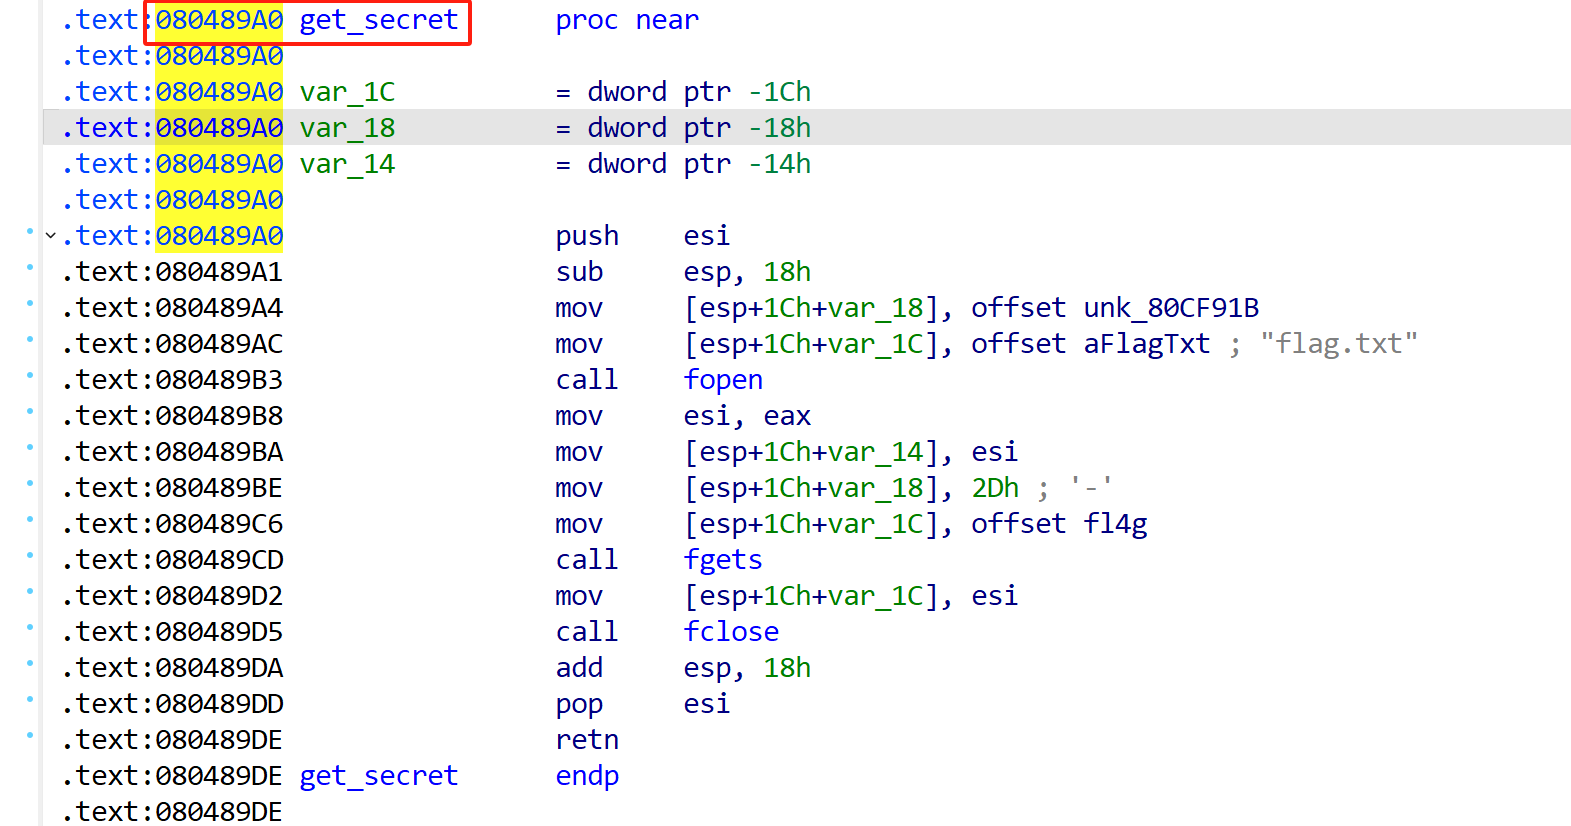 .text:080489A0 get_secret      proc near
.text:080489A0
.text:080489A0 var_1C          = dword ptr -1Ch
.text:080489A0 var_18          = dword ptr -18h
.text:080489A0 var_14          = dword ptr -14h
.text:080489A0
.text:080489A0                 push    esi
.text:080489A1                 sub     esp, 18h
.text:080489A4                 mov     [esp+1Ch+var_18], offset unk_80CF91B
.text:080489AC                 mov     [esp+1Ch+var_1C], offset aFlagTxt ; "flag.txt"
.text:080489B3                 call    fopen
.text:080489B8                 mov     esi, eax
.text:080489BA                 mov     [esp+1Ch+var_14], esi
.text:080489BE                 mov     [esp+1Ch+var_18], 2Dh ; '-'
.text:080489C6                 mov     [esp+1Ch+var_1C], offset fl4g
.text:080489CD                 call    fgets
.text:080489D2                 mov     [esp+1Ch+var_1C], esi
.text:080489D5                 call    fclose
.text:080489DA                 add     esp, 18h
.text:080489DD                 pop     esi
.text:080489DE                 retn
.text:080489DE get_secret      endp
.text:080489DE